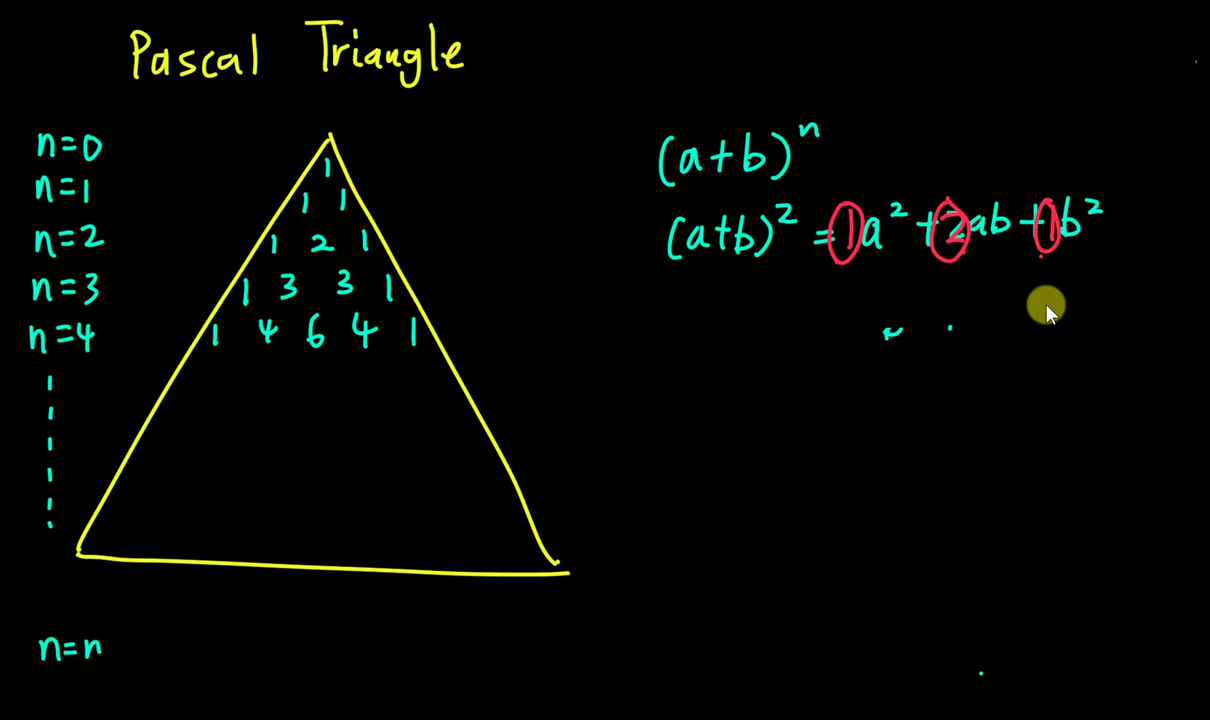 Pascal Triangle
n=0
n=1
n=2
n=3
n=4
n=n
1
1 1
1 2 1
1 3 3 1
1 4 6 4 1
(a+b)^n
(a+b)^2 = 1a^2 + 2ab + 1b^2